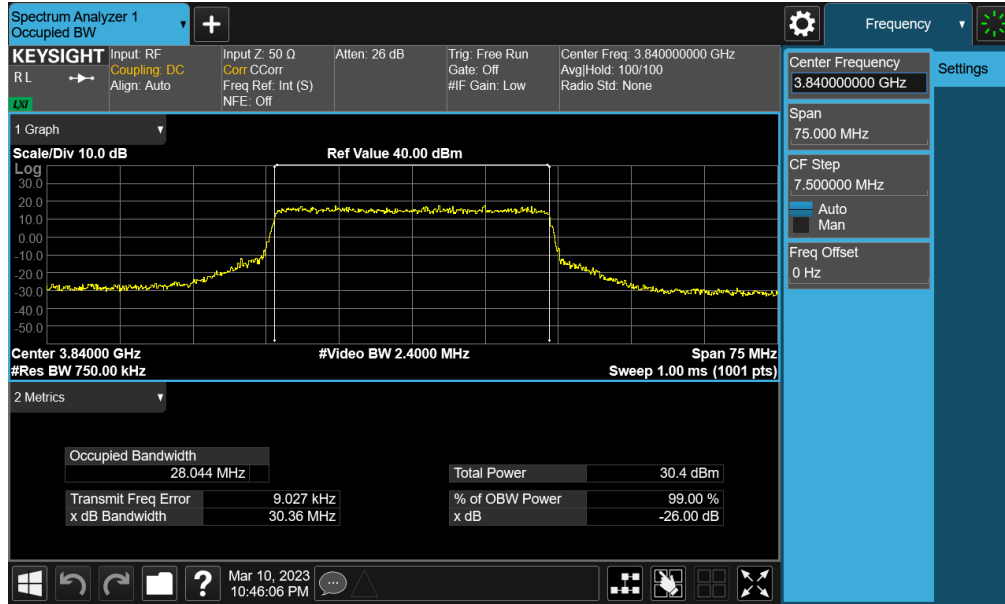 Spectrum Analyzer 1
Occupied BW
+
Frequency
KEYSIGHT
R L
LXI
Input: RF
Coupling: DC
Align: Auto
Input Z: 50 Ω
Corr CCorr
Freq Ref: Int (S)
NFE: Off
Atten: 26 dB
Trig: Free Run
Gate: Off
#IF Gain: Low
Center Freq: 3.840000000 GHz
Avg|Hold: 100/100
Radio Std: None
Center Frequency
3.840000000 GHz
Settings
Span
75.000 MHz
CF Step
7.500000 MHz
Auto
Man
Freq Offset
0 Hz
1 Graph
Scale/Div 10.0 dB
Ref Value 40.00 dBm
Log
30.0
20.0
10.0
0.00
-10.0
-20.0
-30.0
-40.0
-50.0
Center 3.84000 GHz
#Video BW 2.4000 MHz
Span 75 MHz
#Res BW 750.00 kHz
Sweep 1.00 ms (1001 pts)
2 Metrics
Occupied Bandwidth
28.044 MHz
Total Power 30.4 dBm
Transmit Freq Error 9.027 kHz
% of OBW Power 99.00 %
x dB Bandwidth 30.36 MHz
x dB -26.00 dB
?
Mar 10, 2023
10:46:06 PM